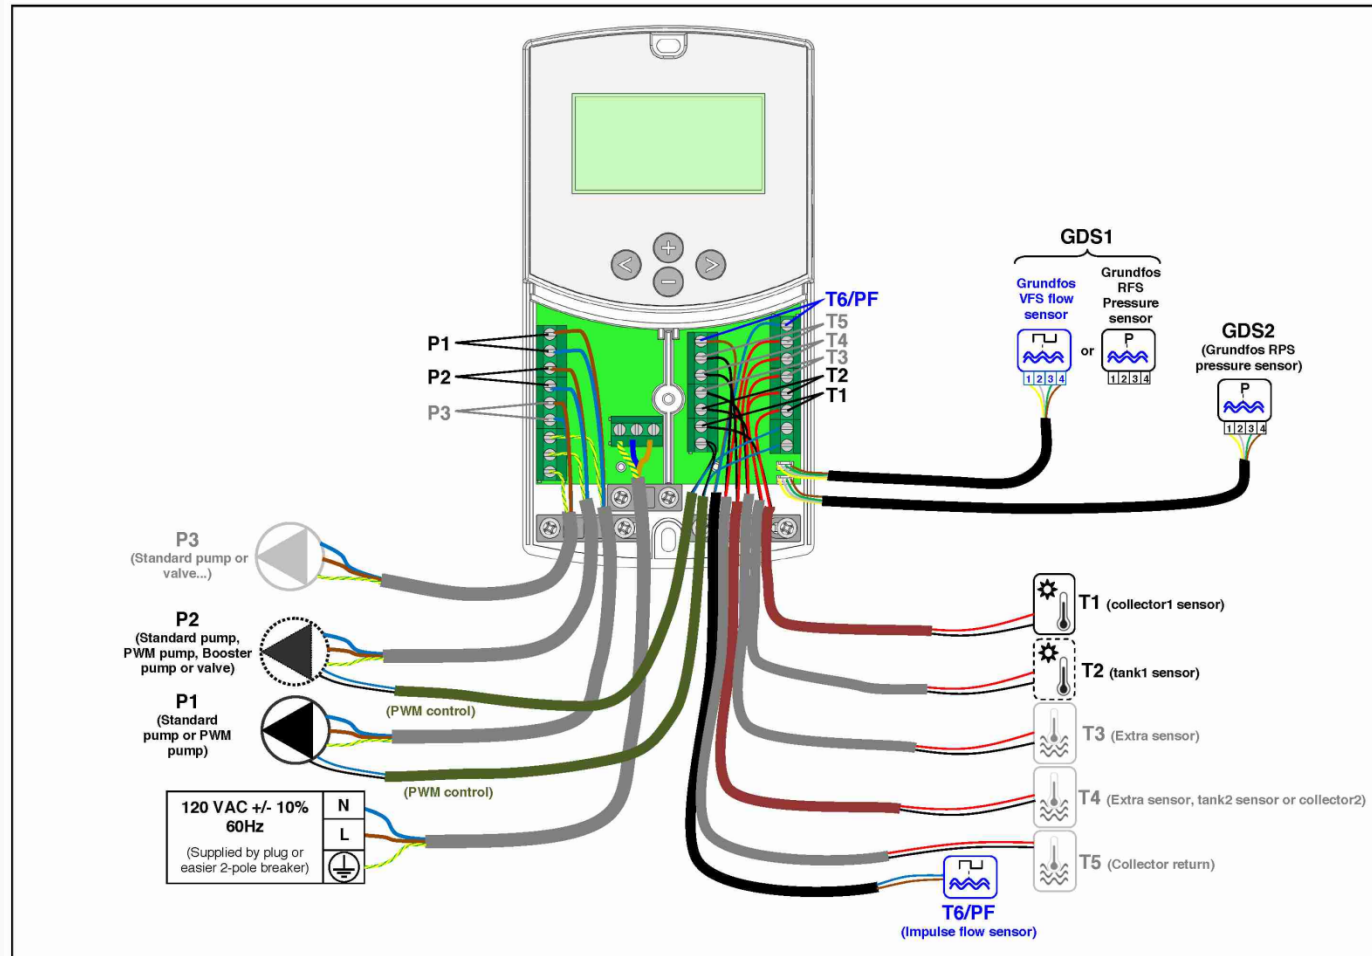 GDS1
Grundfos
VFS flow
sensor
or
Grundfos
RFS
Pressure
sensor
P
1 2 3 4
1 2 3 4
GDS2
(Grundfos RPS
pressure sensor)
P
1 2 3 4
< + - >
T6/PF
T5
T4
T3
T2
T1
P1
P2
P3
P3
(Standard pump or
valve...)
P2
(Standard pump,
PWM pump, Booster
pump or valve)
(PWM control)
P1
(Standard
pump or PWM
pump)
(PWM control)
120 VAC +/- 10%
60Hz
(Supplied by plug or
easier 2-pole breaker)
N
L
T1 (collector1 sensor)
T2 (tank1 sensor)
T3 (Extra sensor)
T4 (Extra sensor, tank2 sensor or collector2)
T5 (Collector return)
T6/PF
(Impulse flow sensor)